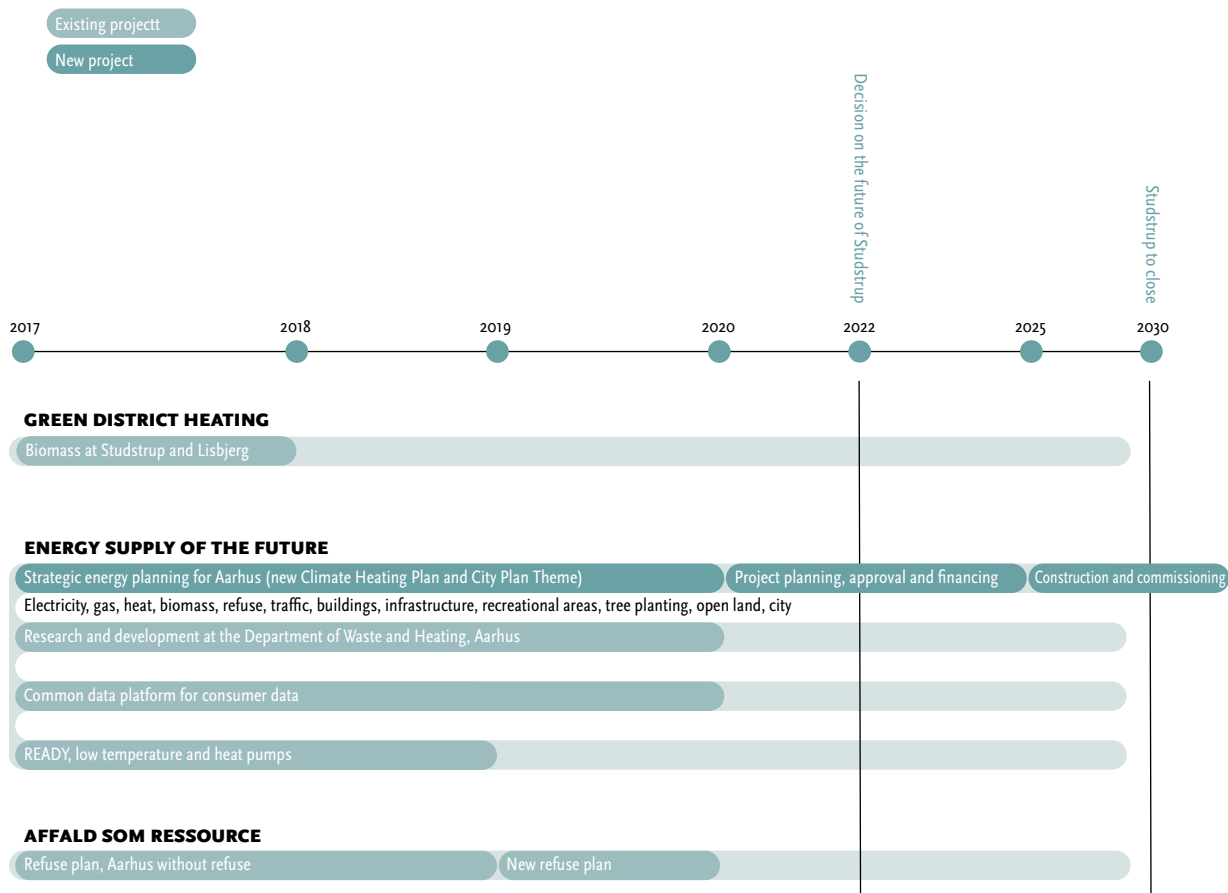 Existing projectt
New project
Decision on the future of Studstrup
Studstrup to close
2017
2018
2019
2020
2022
2025
2030
GREEN DISTRICT HEATING
Biomass at Studstrup and Lisbjerg
ENERGY SUPPLY OF THE FUTURE
Strategic energy planning for Aarhus (new Climate Heating Plan and City Plan Theme)
Project planning, approval and financing
Construction and commissioning
Electricity, gas, heat, biomass, refuse, traffic, buildings, infrastructure, recreational areas, tree planting, open land, city
Research and development at the Department of Waste and Heating, Aarhus
Common data platform for consumer data
READY, low temperature and heat pumps
AFFALD SOM RESSOURCE
Refuse plan, Aarhus without refuse
New refuse plan